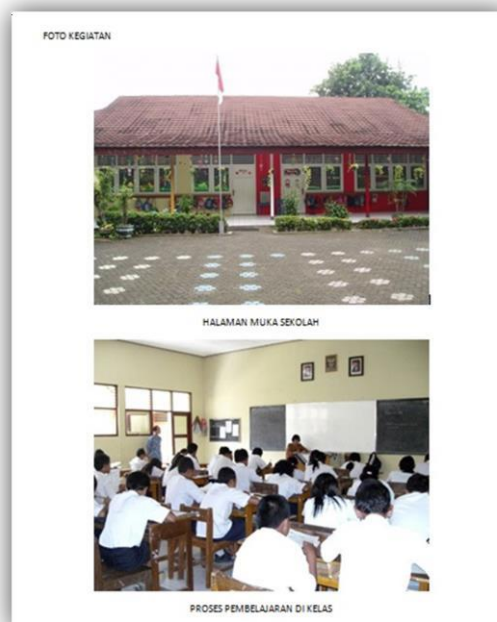 FOTO KEGIATAN
HALAMAN MUKA SEKOLAH
PROSES PEMBELAJARAN DI KELAS